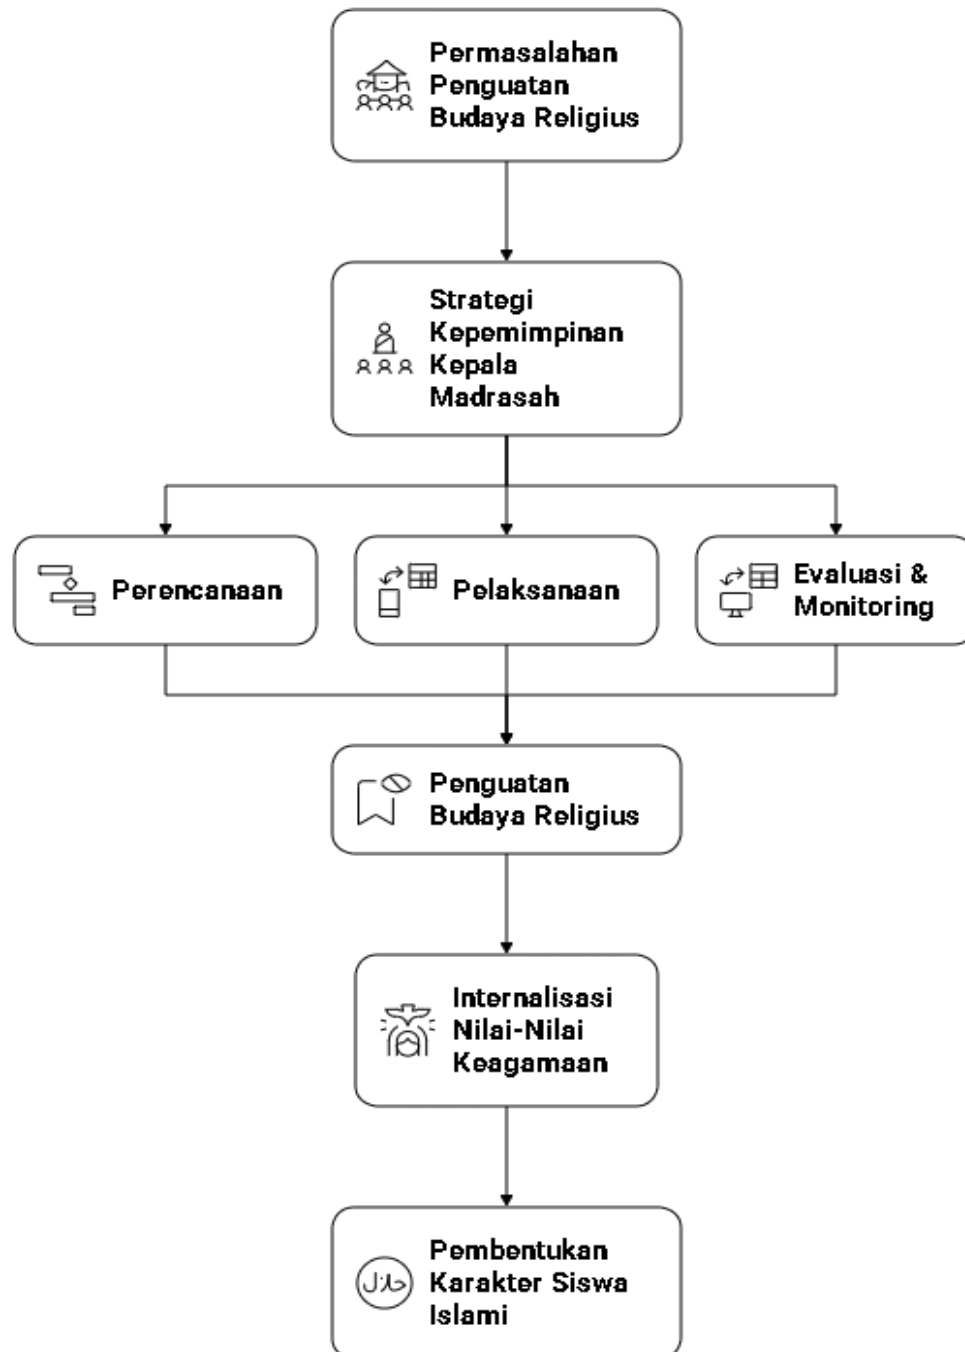 Permasalahan
Penguatan
Budaya Religius
Strategi
Kepemimpinan
Kepala
Madrasah
Perencanaan
Pelaksanaan
Evaluasi &
Monitoring
Penguatan
Budaya Religius
Internalisasi
Nilai-Nilai
Keagamaan
حلال
Pembentukan
Karakter Siswa
Islami